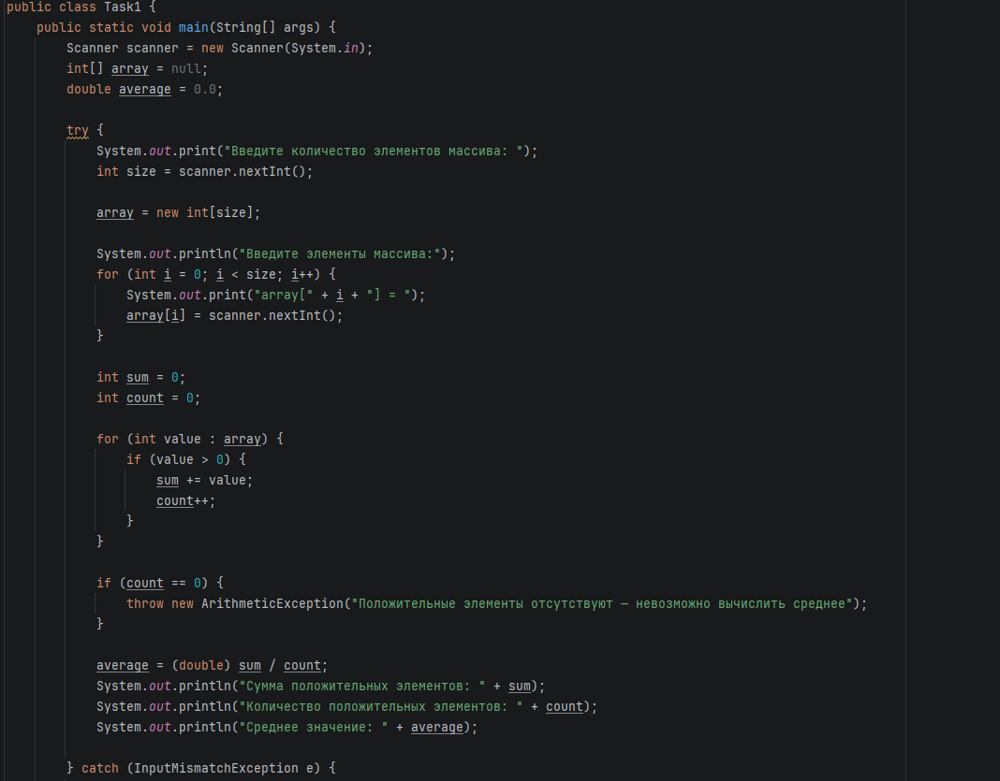 public class Task1 {
    public static void main(String[] args) {
        Scanner scanner = new Scanner(System.in);
        int[] array = null;
        double average = 0.0;

        try {
            System.out.print("Введите количество элементов массива: ");
            int size = scanner.nextInt();

            array = new int[size];

            System.out.println("Введите элементы массива:");
            for (int i = 0; i < size; i++) {
                System.out.print("array[" + i + "] = ");
                array[i] = scanner.nextInt();
            }

            int sum = 0;
            int count = 0;

            for (int value : array) {
                if (value > 0) {
                    sum += value;
                    count++;
                }
            }

            if (count == 0) {
                throw new ArithmeticException("Положительные элементы отсутствуют — невозможно вычислить среднее");
            }

            average = (double) sum / count;
            System.out.println("Сумма положительных элементов: " + sum);
            System.out.println("Количество положительных элементов: " + count);
            System.out.println("Среднее значение: " + average);

        } catch (InputMismatchException e) {